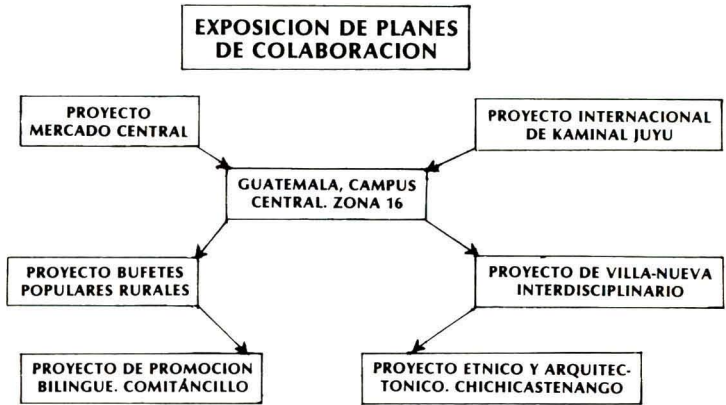 EXPOSICION DE PLANES
DE COLABORACION
PROYECTO
MERCADO CENTRAL
PROYECTO INTERNACIONAL
DE KAMINAL JUYU
GUATEMALA, CAMPUS
CENTRAL. ZONA 16
PROYECTO BUFETES
POPULARES RURALES
PROYECTO DE VILLA-NUEVA
INTERDISCIPLINARIO
PROYECTO DE PROMOCION
BILINGUE. COMITÁNCILLO
PROYECTO ETNICO Y ARQUITEC-
TONICO. CHICHICASTENANGO